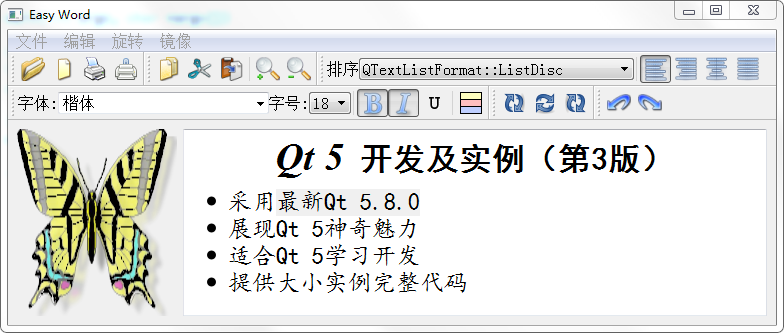 Easy Word
文件 编辑 旋转 镜像
排序 QTextListFormat::ListDisc
字体: 楷体 字号: 18 B I U
Qt 5 开发及实例（第3版）
采用最新Qt 5.8.0
展现Qt 5神奇魅力
适合Qt 5学习开发
提供大小实例完整代码